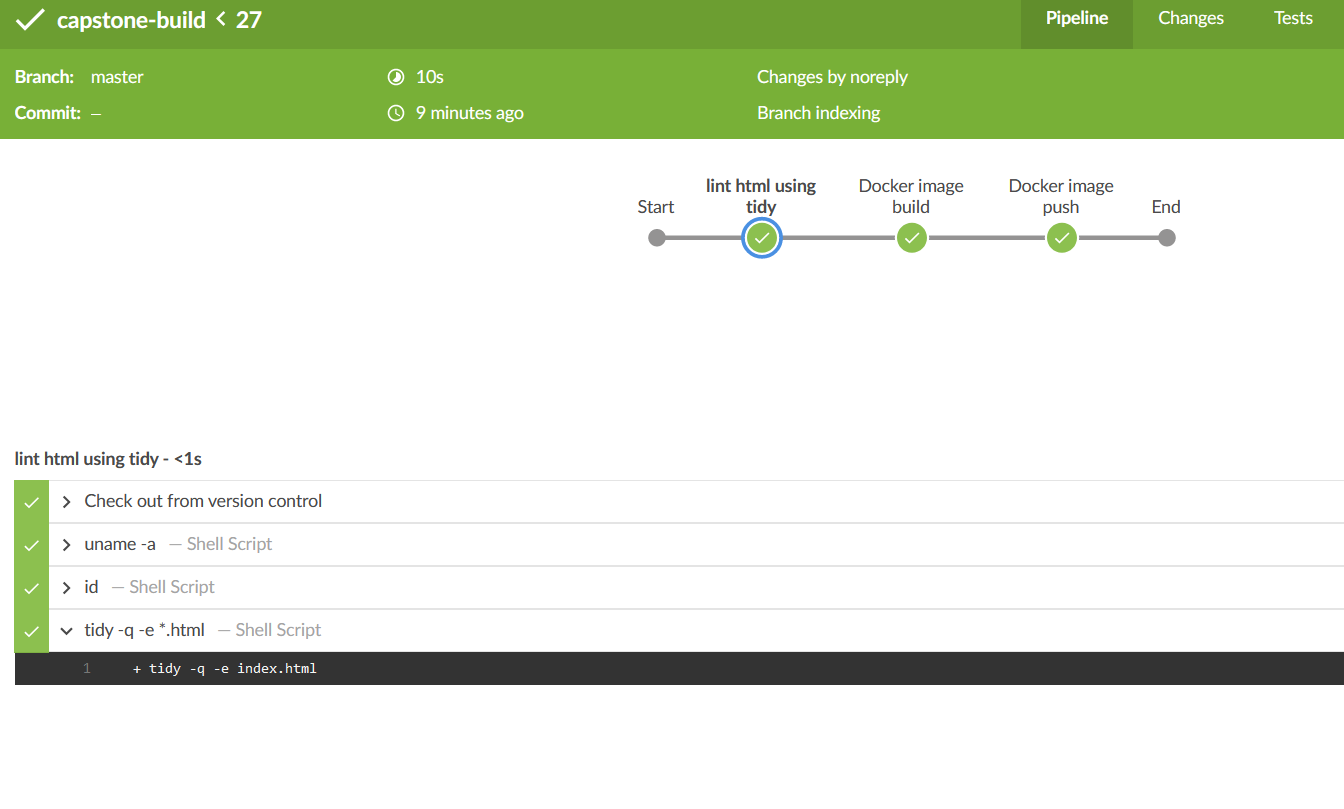 capstone-build < 27
Pipeline Changes Tests
Branch: master
10s
Changes by noreply
Commit: –
9 minutes ago
Branch indexing
Start
lint html using
tidy
Docker image
build
Docker image
push
End
lint html using tidy - <1s
Check out from version control
uname -a — Shell Script
id — Shell Script
tidy -q -e *.html — Shell Script
1 + tidy -q -e index.html